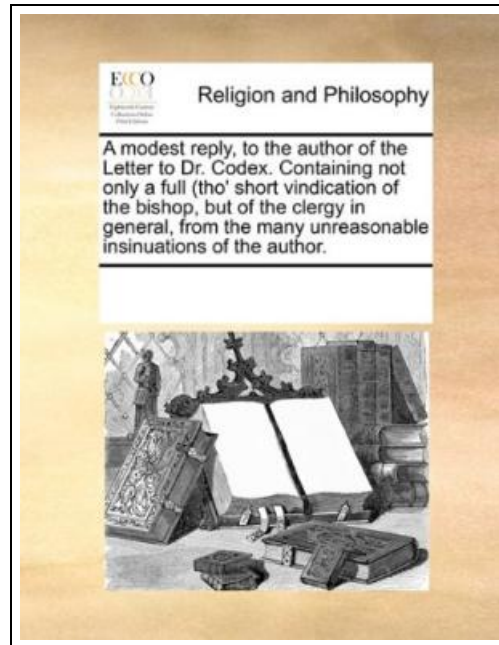 ECCO
Religion and Philosophy
A modest reply, to the author of the
Letter to Dr. Codex. Containing not
only a full (tho' short vindication of
the bishop, but of the clergy in
general, from the many unreasonable
insinuations of the author.